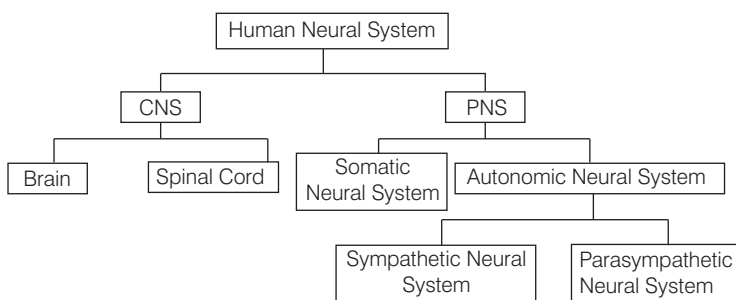 Human Neural System
CNS
PNS
Brain
Spinal Cord
Somatic
Neural System
Autonomic Neural System
Sympathetic Neural
System
Parasympathetic
Neural System